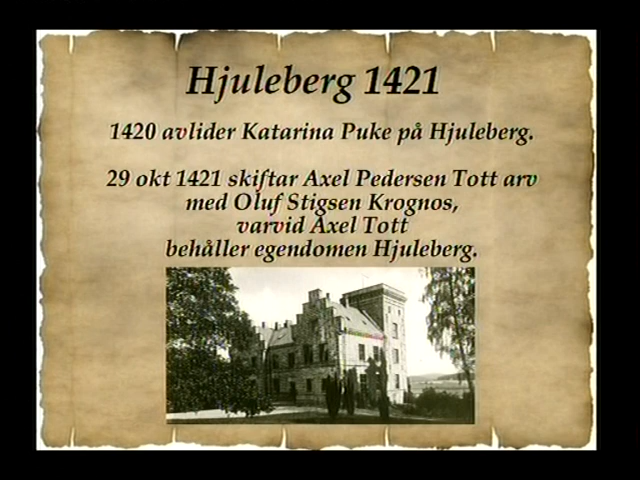 Hjuleberg 1421
1420 avlider Katarina Puke på Hjuleberg.
29 okt 1421 skiftar Axel Pedersen Tott arv
med Oluf Stigsen Krognos,
varvid Axel Tott
behåller egendomen Hjuleberg.